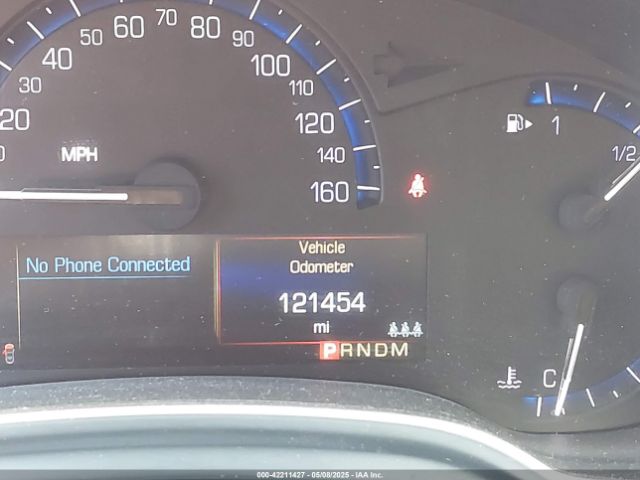 60 70 80
50 90
40 100
30 110
20 120
MPH 140
0 160
1
1/2
No Phone Connected
Vehicle
Odometer
121454
mi
PRNDM
C
000-42211427 - 05/08/2025 - IAA Inc.